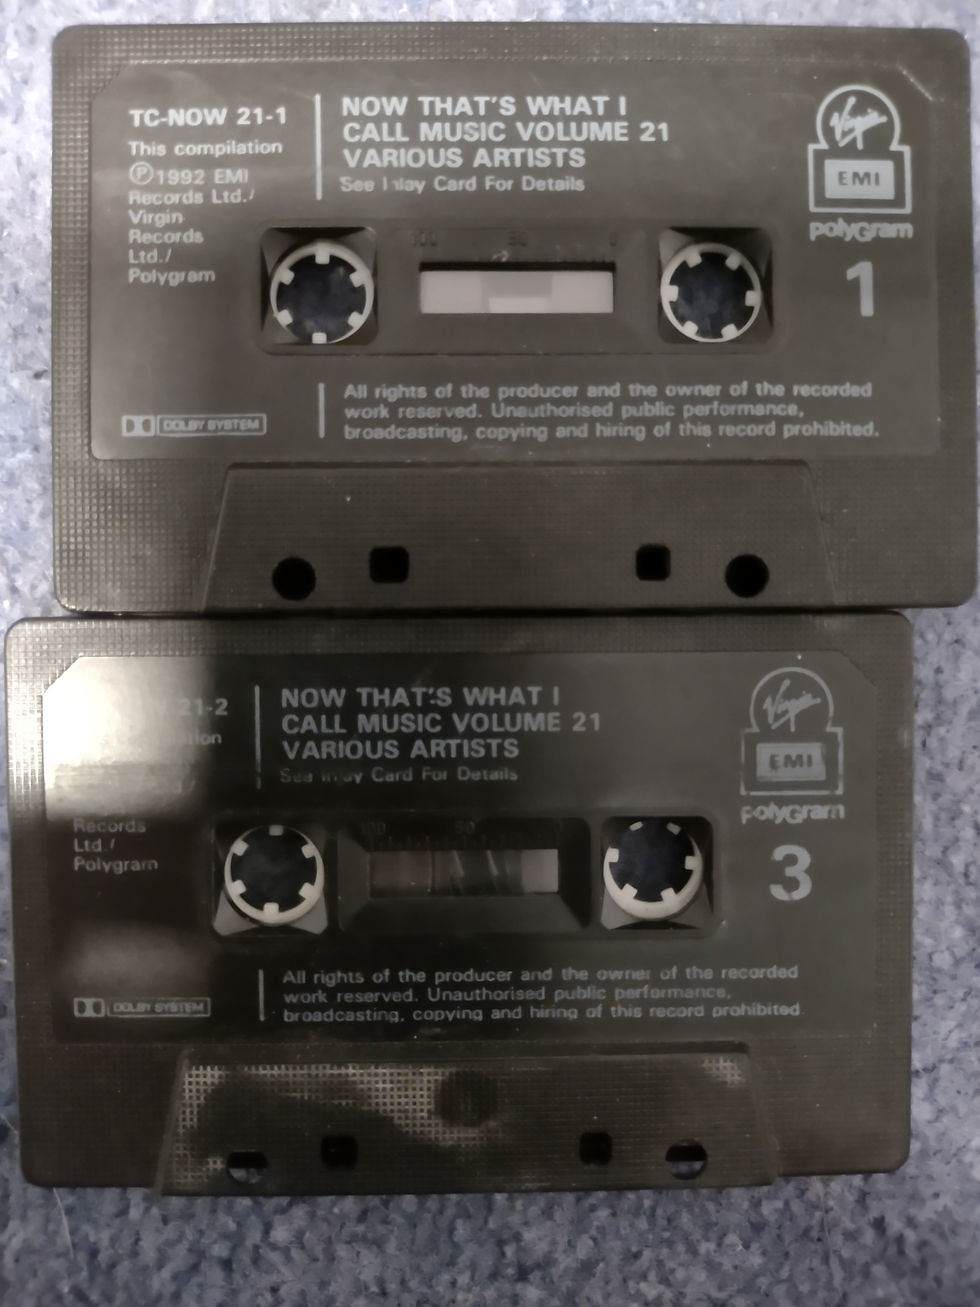 TC-NOW 21-1
This compilation
Ⓟ1992 EMI
Records Ltd./
Virgin
Records
Ltd./
Polygram
NOW THAT'S WHAT I
CALL MUSIC VOLUME 21
VARIOUS ARTISTS
See Inlay Card For Details
Virgin
EMI
polyGram
1
100 50 0
DOLBY SYSTEM
All rights of the producer and the owner of the recorded
work reserved. Unauthorised public performance,
broadcasting, copying and hiring of this record prohibited.
21-2
Records
Ltd./
Polygram
NOW THAT'S WHAT I
CALL MUSIC VOLUME 21
VARIOUS ARTISTS
See Inlay Card For Details
Virgin
EMI
polyGram
3
100 50
DOLBY SYSTEM
All rights of the producer and the owner of the recorded
work reserved. Unauthorised public performance,
broadcasting, copying and hiring of this record prohibited.